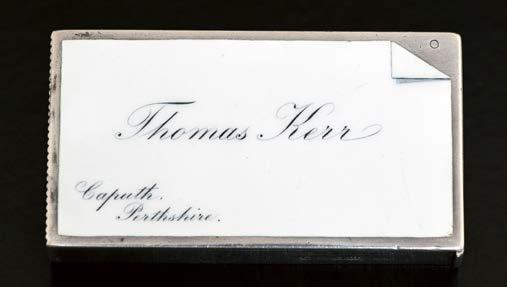 Thomas Kerr
Caputh.
Perthshire.